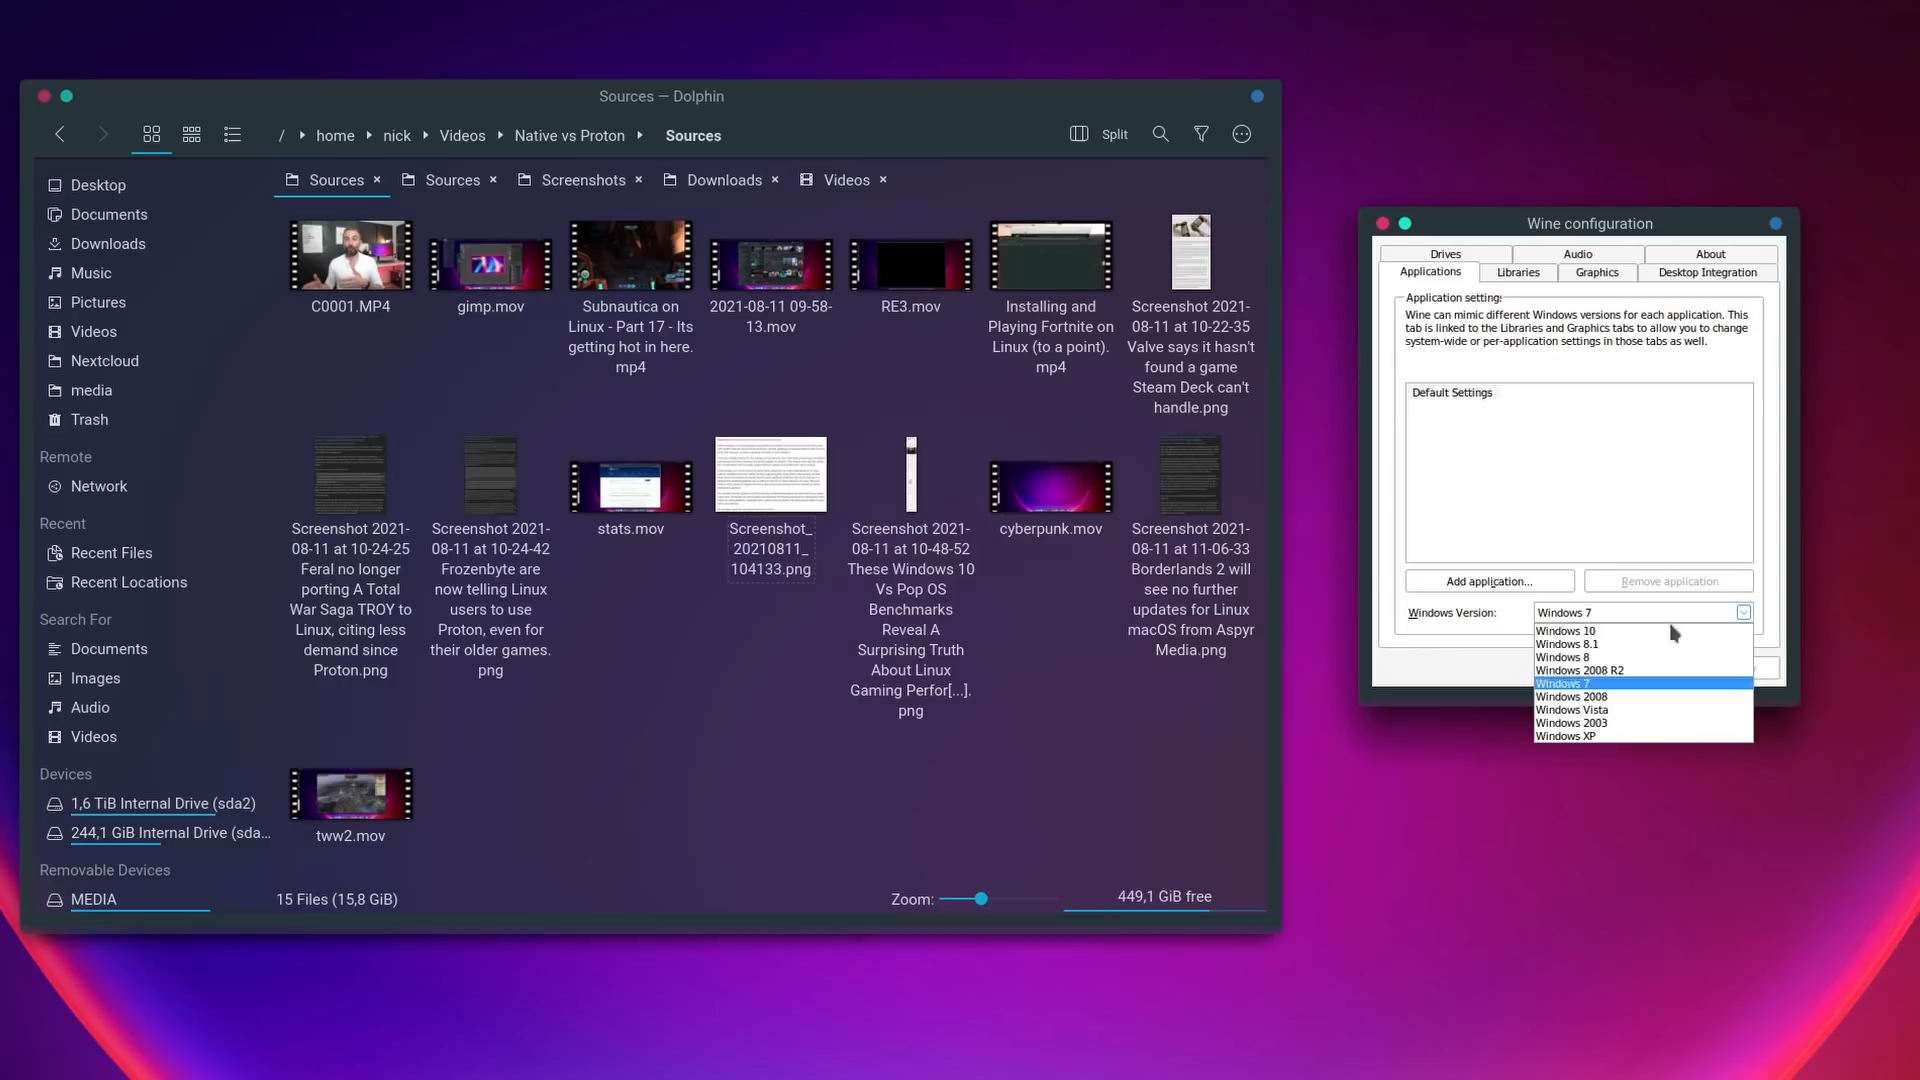 Sources — Dolphin
/ home nick Videos Native vs Proton Sources
Split
Desktop
Documents
Downloads
Music
Pictures
Videos
Nextcloud
media
Trash
Remote
Network
Recent
Recent Files
Recent Locations
Search For
Documents
Images
Audio
Videos
Devices
1,6 TiB Internal Drive (sda2)
244,1 GiB Internal Drive (sda...
Removable Devices
MEDIA
Sources
Sources
Screenshots
Downloads
Videos
C0001.MP4
gimp.mov
Subnautica on
Linux - Part 17 - Its
getting hot in here.
mp4
2021-08-11 09-58-
13.mov
RE3.mov
Installing and
Playing Fortnite on
Linux (to a point).
mp4
Screenshot 2021-
08-11 at 10-22-35
Valve says it hasn't
found a game
Steam Deck can't
handle.png
Screenshot 2021-
08-11 at 10-24-25
Feral no longer
porting A Total
War Saga TROY to
Linux, citing less
demand since
Proton.png
Screenshot 2021-
08-11 at 10-24-42
Frozenbyte are
now telling Linux
users to use
Proton, even for
their older games.
png
stats.mov
Screenshot_
20210811_
104133.png
Screenshot 2021-
08-11 at 10-48-52
These Windows 10
Vs Pop OS
Benchmarks
Reveal A
Surprising Truth
About Linux
Gaming Perfor[...].
png
cyberpunk.mov
Screenshot 2021-
08-11 at 11-06-33
Borderlands 2 will
see no further
updates for Linux
macOS from Aspyr
Media.png
tww2.mov
15 Files (15,8 GiB)
Zoom:
449,1 GiB free
Wine configuration
Drives
Audio
About
Applications
Libraries
Graphics
Desktop Integration
Application settings
Wine can mimic different Windows versions for each application. This
tab is linked to the Libraries and Graphics tabs to allow you to change
system-wide or per-application settings in those tabs as well.
Default Settings
Add application...
Remove application
Windows Version:
Windows 7
Windows 10
Windows 8.1
Windows 8
Windows 2008 R2
Windows 7
Windows 2008
Windows Vista
Windows 2003
Windows XP